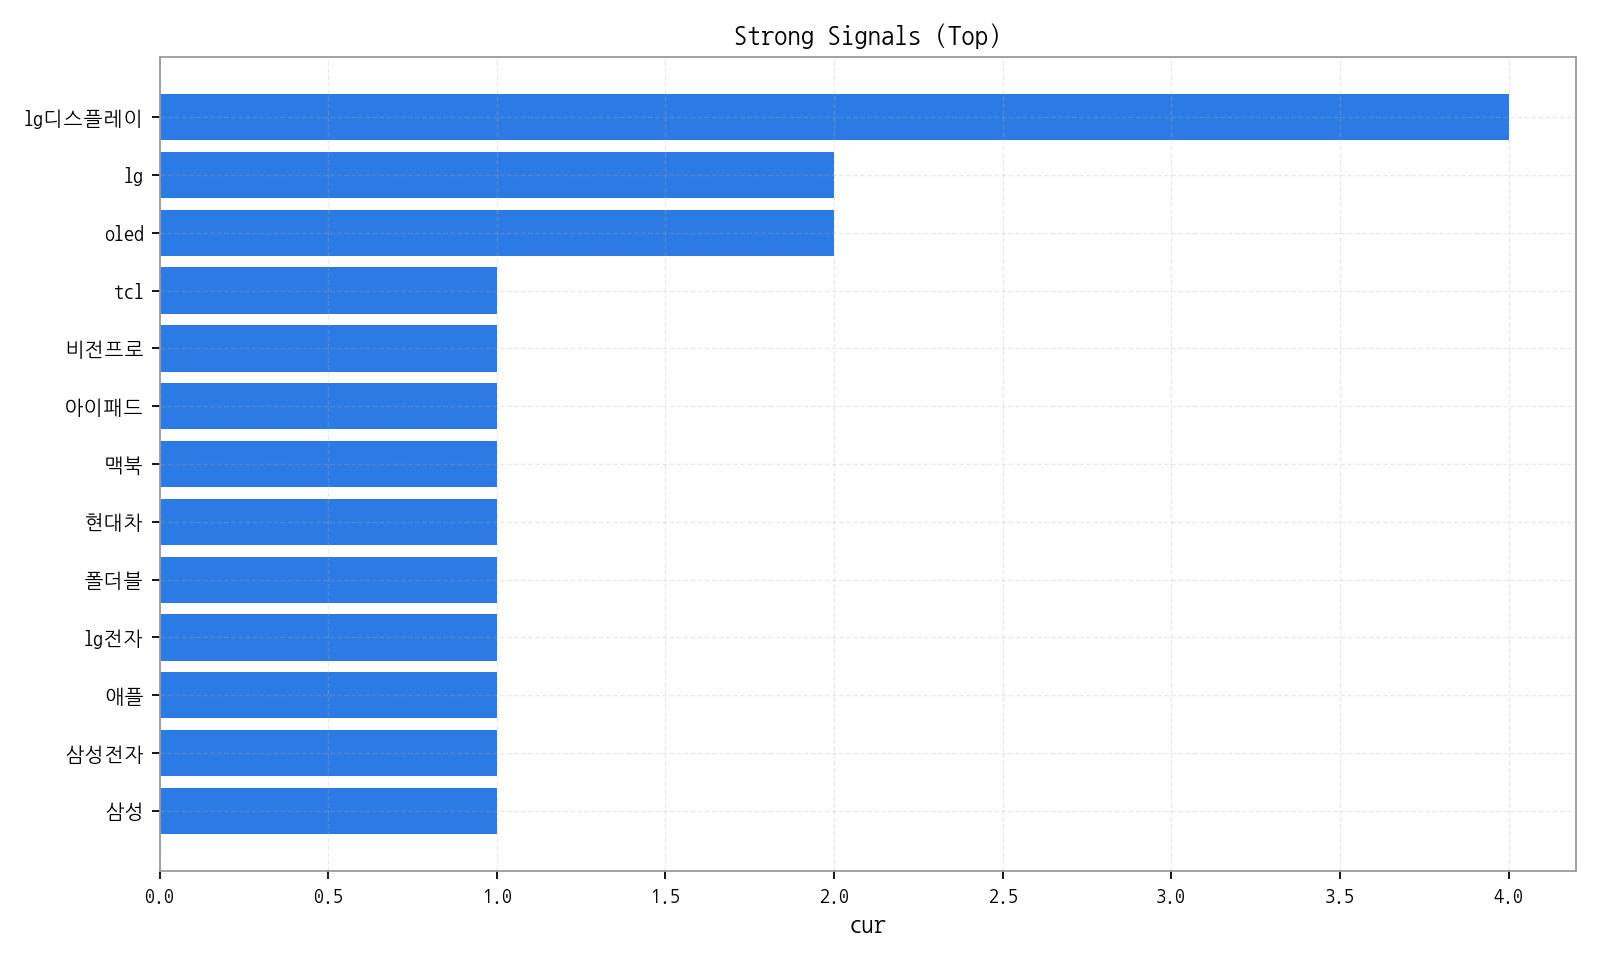 Strong Signals (Top)
lg디스플레이
lg
oled
tcl
비전프로
아이패드
맥북
현대차
폴더블
lg전자
애플
삼성전자
삼성
0.0 0.5 1.0 1.5 2.0 2.5 3.0 3.5 4.0
cur